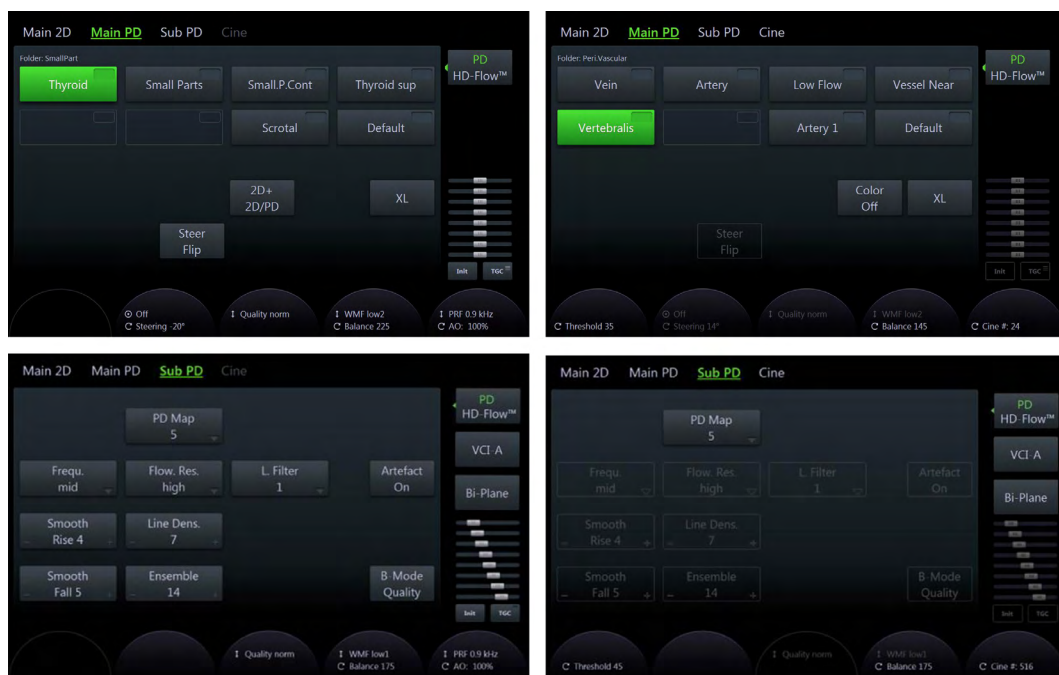 Main 2D Main PD Sub PD Cine
Folder: SmallPart
Thyroid Small Parts Small.P.Cont Thyroid sup
Scrotal Default
PD
HD-Flow™
2D+
2D/PD
XL
Steer
Flip
Init TGC
Off
Steering -20°
Quality norm
WMF low2
Balance 225
PRF 0.9 kHz
AO: 100%
Main 2D Main PD Sub PD Cine
Folder: Peri.Vascular
Vein Artery Low Flow Vessel Near
Vertebralis Artery 1 Default
PD
HD-Flow™
Color
Off
XL
Steer
Flip
Init TGC
Threshold 35
Off
Steering 14°
Quality norm
WMF low2
Balance 145
Cine #: 24
Main 2D Main PD Sub PD Cine
PD Map
5
Frequ.
mid
Flow. Res.
high
L. Filter
1
Artefact
On
Smooth
Rise 4
- +
Line Dens.
- 7 +
Smooth
- Fall 5 +
Ensemble
- 14 +
B-Mode
Quality
PD
HD-Flow™
VCI-A
Bi-Plane
Init TGC
Quality norm
WMF low1
Balance 175
PRF 0.9 kHz
AO: 100%
Main 2D Main PD Sub PD Cine
PD Map
5
Frequ.
mid
Flow. Res.
high
L. Filter
1
Artefact
On
Smooth
- Rise 4 +
Line Dens.
- 7 +
Smooth
- Fall 5 +
Ensemble
- 14 +
B-Mode
Quality
PD
HD-Flow™
VCI-A
Bi-Plane
Init TGC
Threshold 45
Quality norm
WMF low1
Balance 175
Cine #: 516